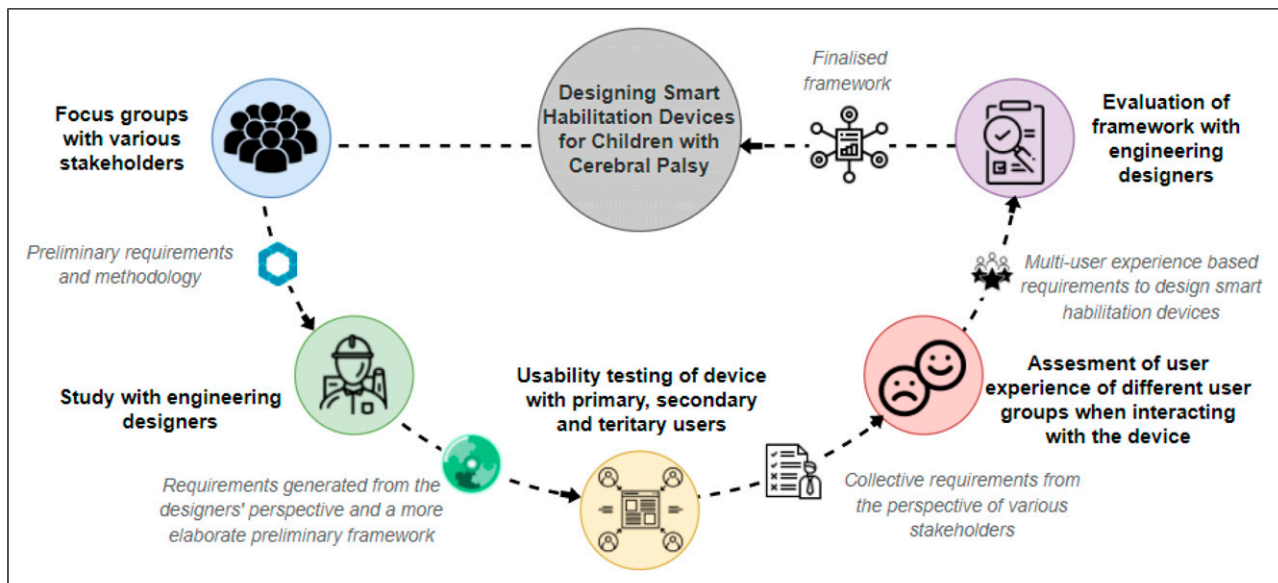 Designing Smart
Habilitation Devices
for Children with
Cerebral Palsy
Focus groups
with various
stakeholders
Preliminary requirements
and methodology
Study with engineering
designers
Requirements generated from the
designers' perspective and a more
elaborate preliminary framework
Usability testing of device
with primary, secondary
and teritary users
Collective requirements from
the perspective of various
stakeholders
Assesment of user
experience of different user
groups when interacting
with the device
Multi-user experience based
requirements to design smart
habilitation devices
Evaluation of
framework with
engineering
designers
Finalised
framework